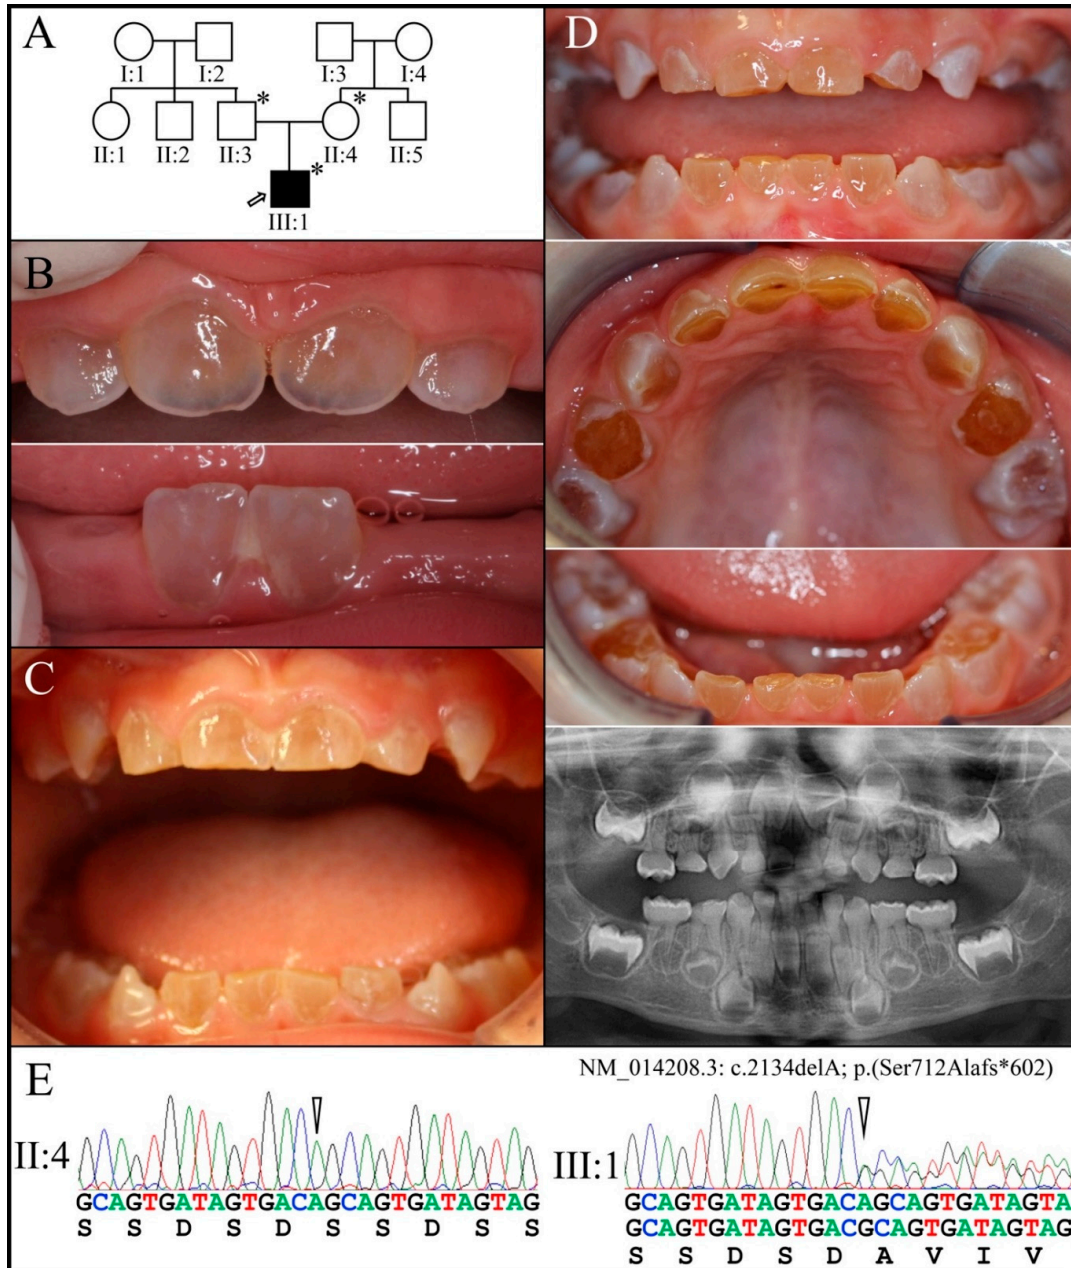 A
I:1 I:2 I:3 I:4
* *
II:1 II:2 II:3 II:4 II:5
*
III:1
B
C
D
E
NM_014208.3: c.2134delA; p.(Ser712Alafs*602)
II:4
GCAGTGATAGTGACAGCAGTGATAGTAG
S S D S D S S D S S
III:1
GCAGTGATAGTGACAGCAGTGATAGTA
GCAGTGATAGTGACGCAGTGATAGTAG
S S D S D A V I V